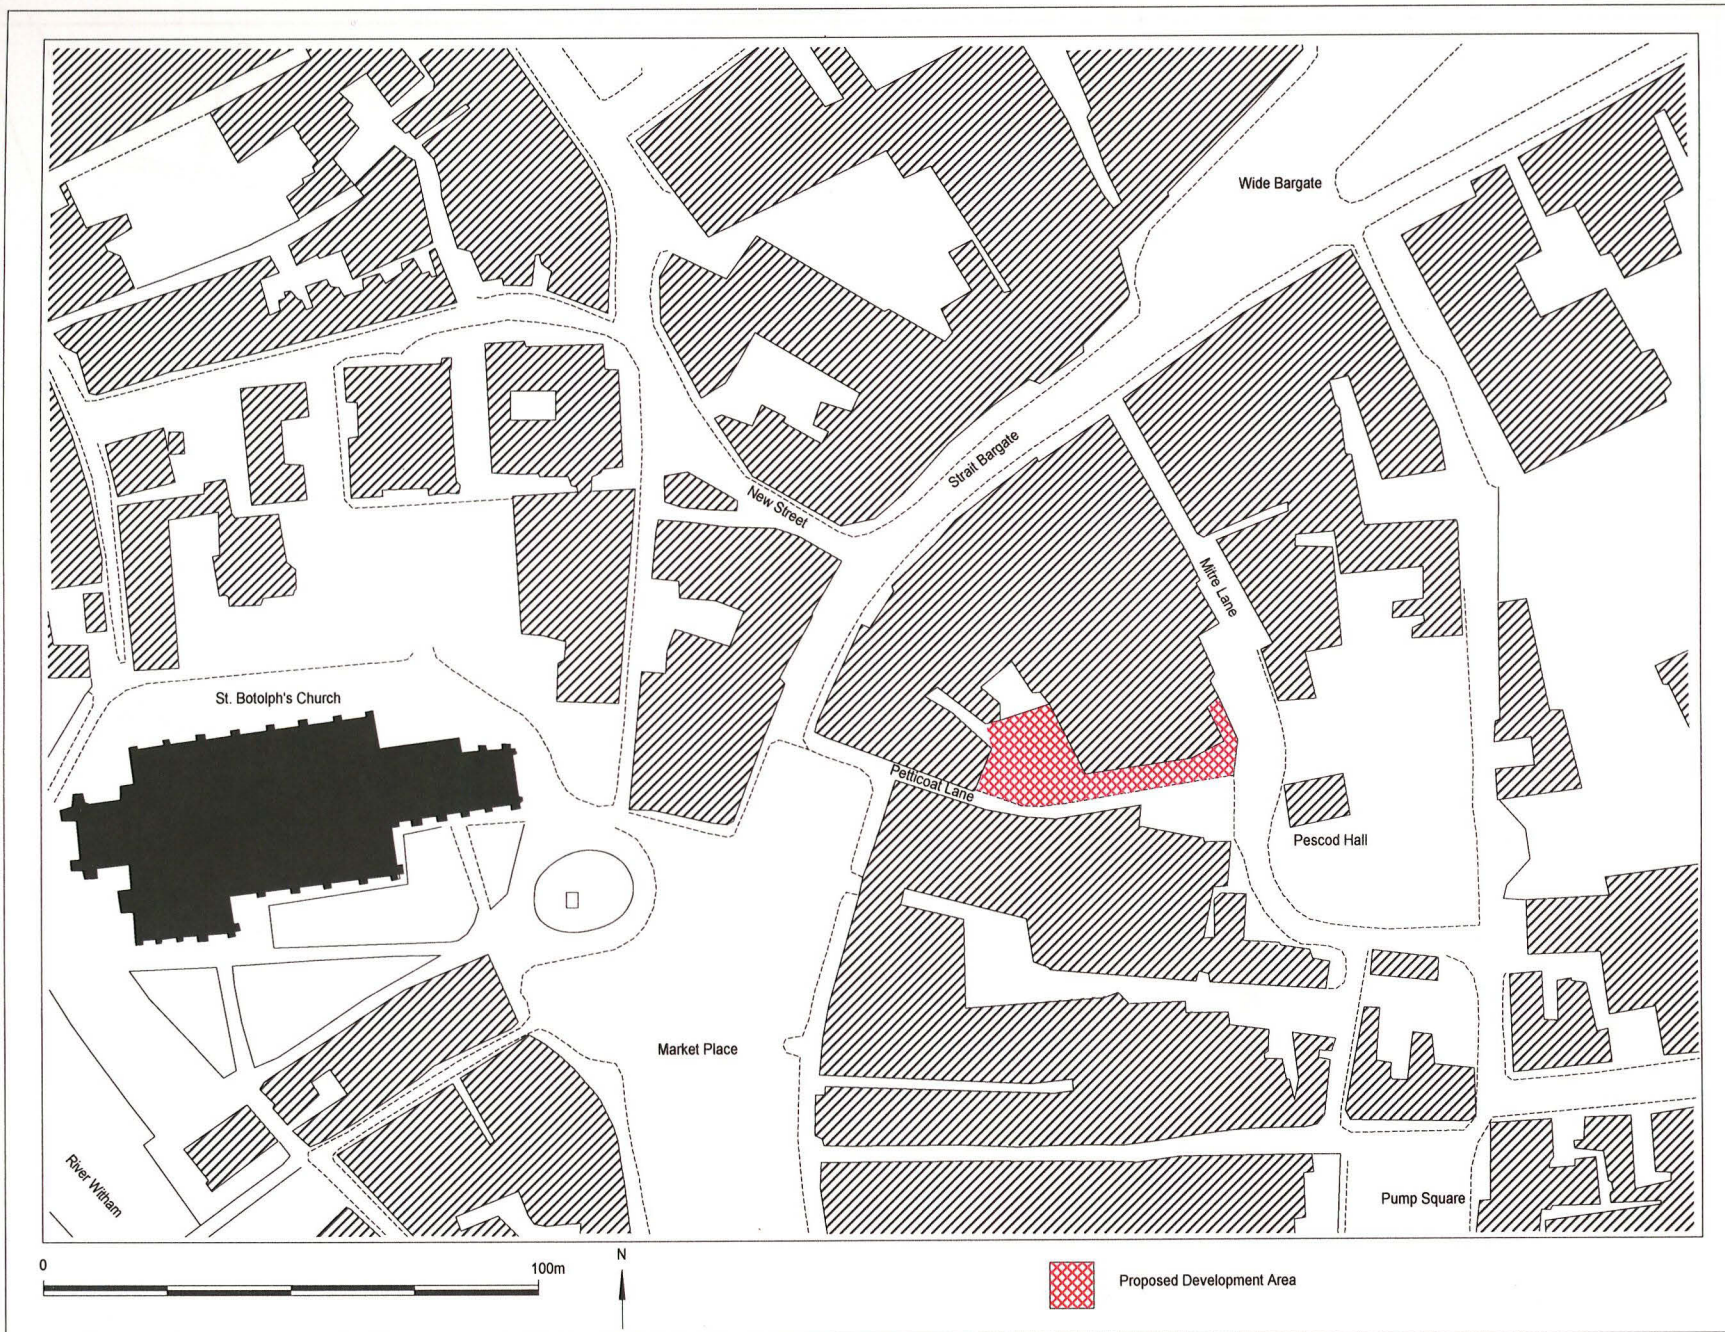 Wide Bargate
Strait Bargate
New Street
Mitre Lane
St. Botolph's Church
Petticoat Lane
Pescod Hall
Market Place
River Witham
Pump Square
0
100m
N
Proposed Development Area